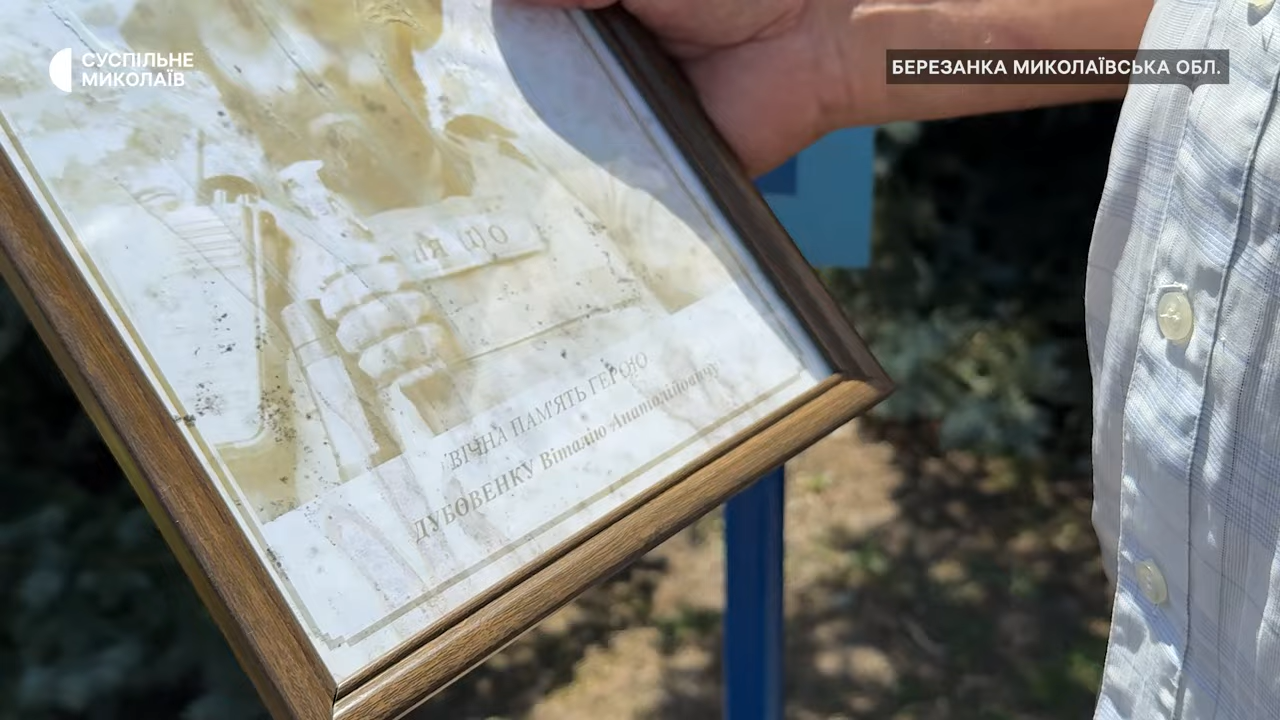 СУСПІЛЬНЕ
МИКОЛАЇВ
БЕРЕЗАНКА МИКОЛАЇВСЬКА ОБЛ.
ВІЧНА ПАМ'ЯТЬ ГЕРОЮ
ДУБОВЕНКУ Віталію Анатолійовичу